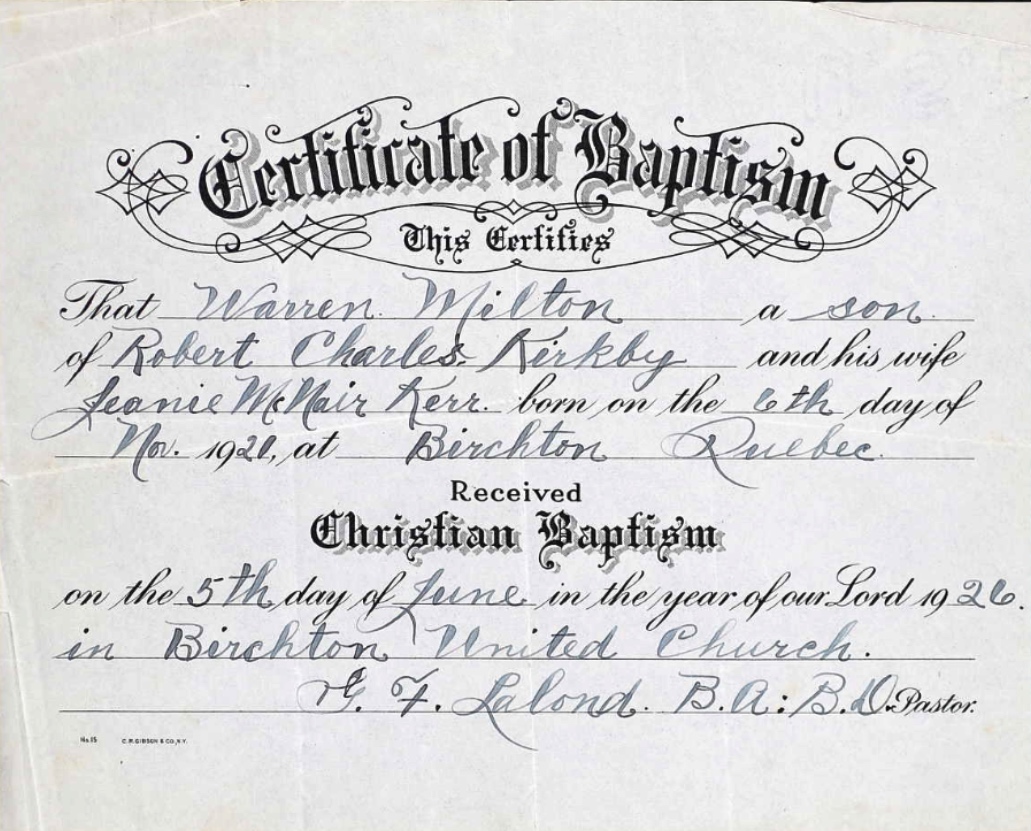 Certificate of Baptism
This Certifies
That Warren Milton a son
of Robert Charles Kirkby and his wife
Jeanie McNair Kerr. born on the 6th day of
Nov. 1920, at Birchton Quebec.
Received
Christian Baptism
on the 5th day of June in the year of our Lord 1926.
in Birchton United Church.
G. F. Lalond. B.A: B.D. Pastor.
No. 15 C.R. GIBSON & CO. N.Y.